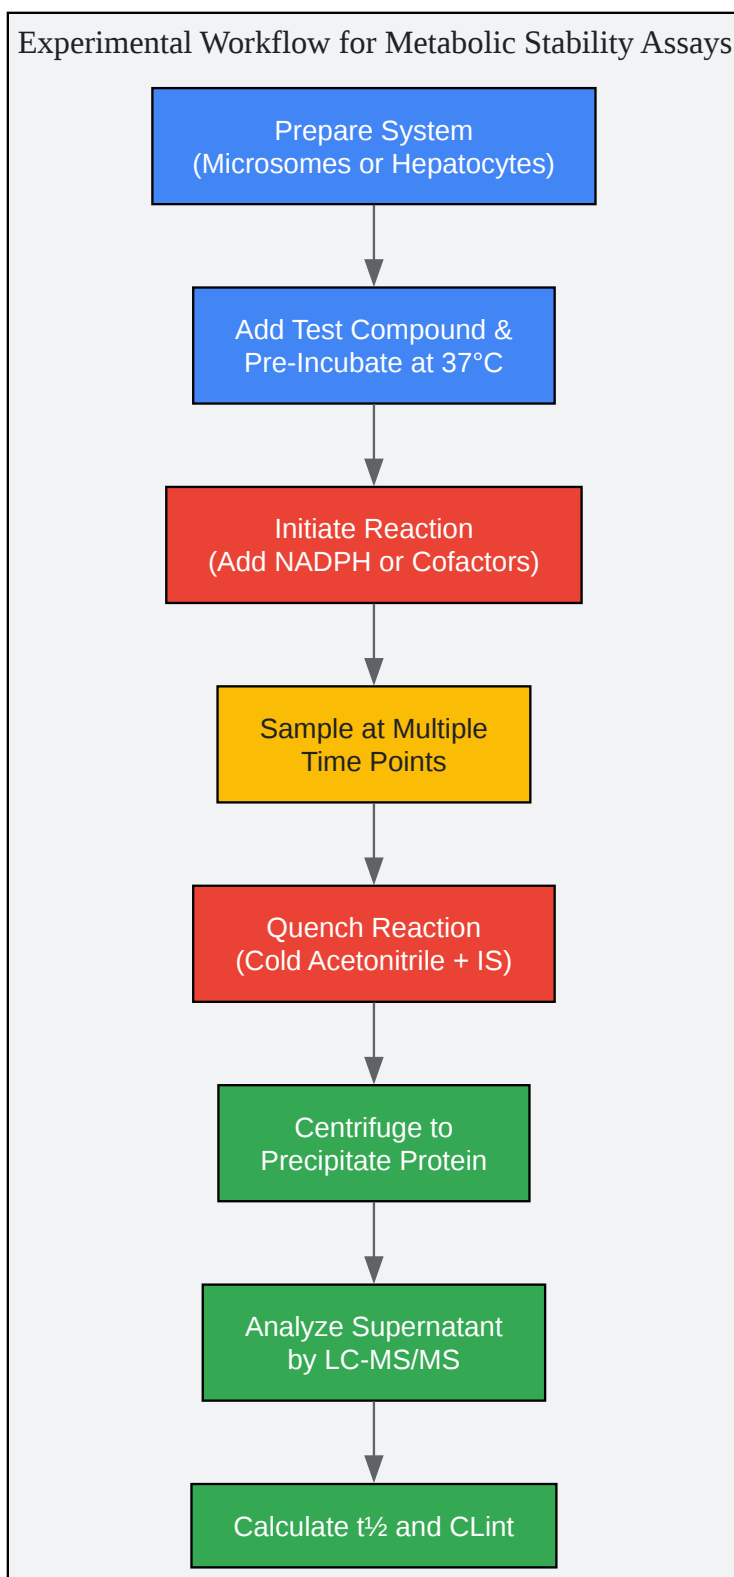 Experimental Workflow for Metabolic Stability Assays
Prepare System
(Microsomes or Hepatocytes)
Add Test Compound &
Pre-Incubate at 37°C
Initiate Reaction
(Add NADPH or Cofactors)
Sample at Multiple
Time Points
Quench Reaction
(Cold Acetonitrile + IS)
Centrifuge to
Precipitate Protein
Analyze Supernatant
by LC-MS/MS
Calculate t½ and CLint